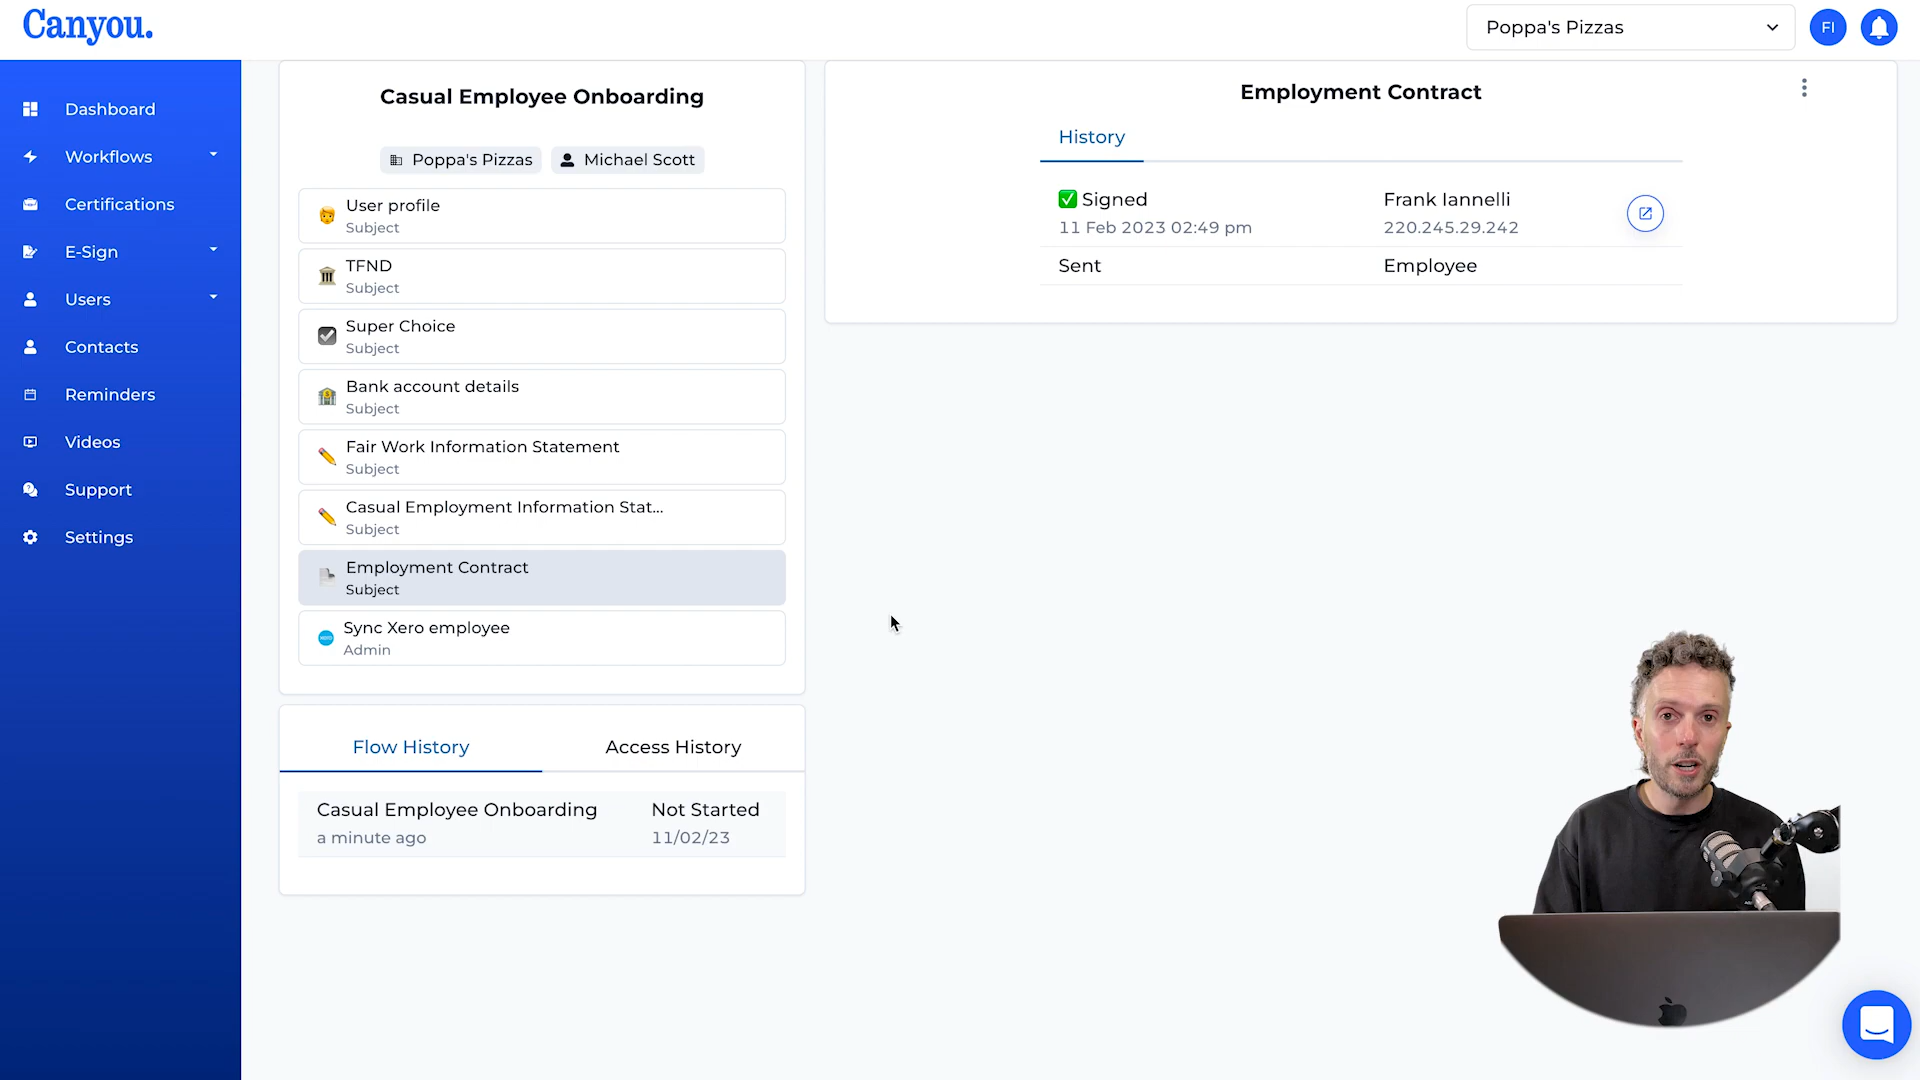 Canyou.
Poppa's Pizzas
FI
Dashboard
Workflows
Certifications
E-Sign
Users
Contacts
Reminders
Videos
Support
Settings
Casual Employee Onboarding
Poppa's Pizzas
Michael Scott
User profile
Subject
TFND
Subject
Super Choice
Subject
Bank account details
Subject
Fair Work Information Statement
Subject
Casual Employment Information Stat...
Subject
Employment Contract
Subject
Sync Xero employee
Admin
Flow History
Access History
Casual Employee Onboarding
Not Started
a minute ago
11/02/23
Employment Contract
History
Signed
Frank Iannelli
11 Feb 2023 02:49 pm
220.245.29.242
Sent
Employee